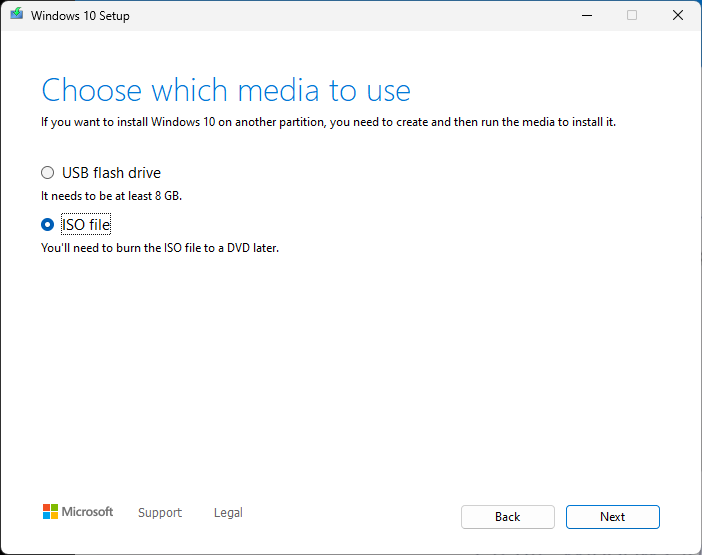 Windows 10 Setup
Choose which media to use
If you want to install Windows 10 on another partition, you need to create and then run the media to install it.
USB flash drive
It needs to be at least 8 GB.
ISO file
You'll need to burn the ISO file to a DVD later.
Microsoft Support Legal Back Next